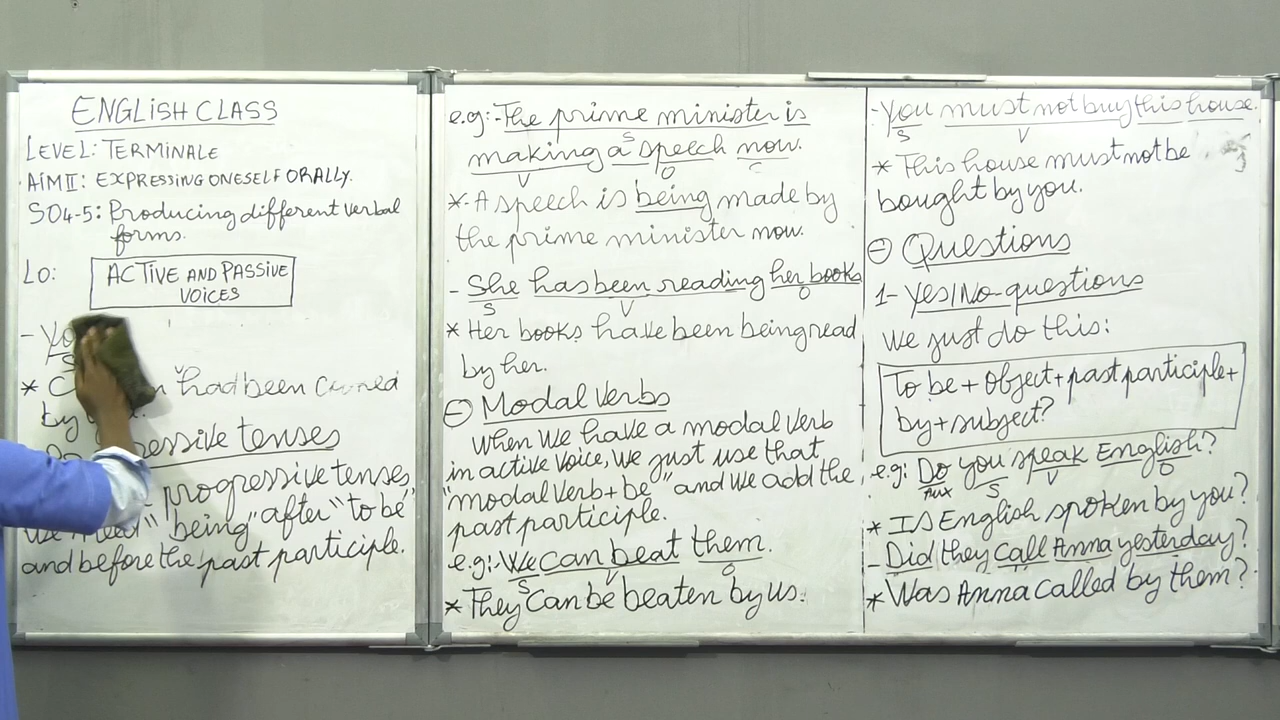 ENGLISH CLASS
LEVEL: TERMINALE
AIM II: EXPRESSING ONESELF ORALLY.
SO4-5: Producing different verbal
forms.
LO: ACTIVE AND PASSIVE
VOICES
-
* had been owned
by
tenses
progressive tenses,
we need "being" after "to be"
and before the past participle.
e.g:-The prime minister is
S
making a speech now.
V O C
*-A speech is being made by
the prime minister now.
- She has been reading her books
S V O
* Her books have been being read
by her.
- Modal verbs
When we have a modal verb
in active voice, we just use that
"modal verb + be" and we add the
past participle.
e.g:-We can beat them.
S V O
* They can be beaten by us.
-You must not buy this house.
S V
* This house must not be
bought by you.
- Questions
1- Yes/No-questions
We just do this:
To be + Object + past participle +
by + subject?
e.g: Do you speak English?
Aux S V O
* Is English spoken by you?
- Did they call Anna yesterday?
* Was Anna called by them?